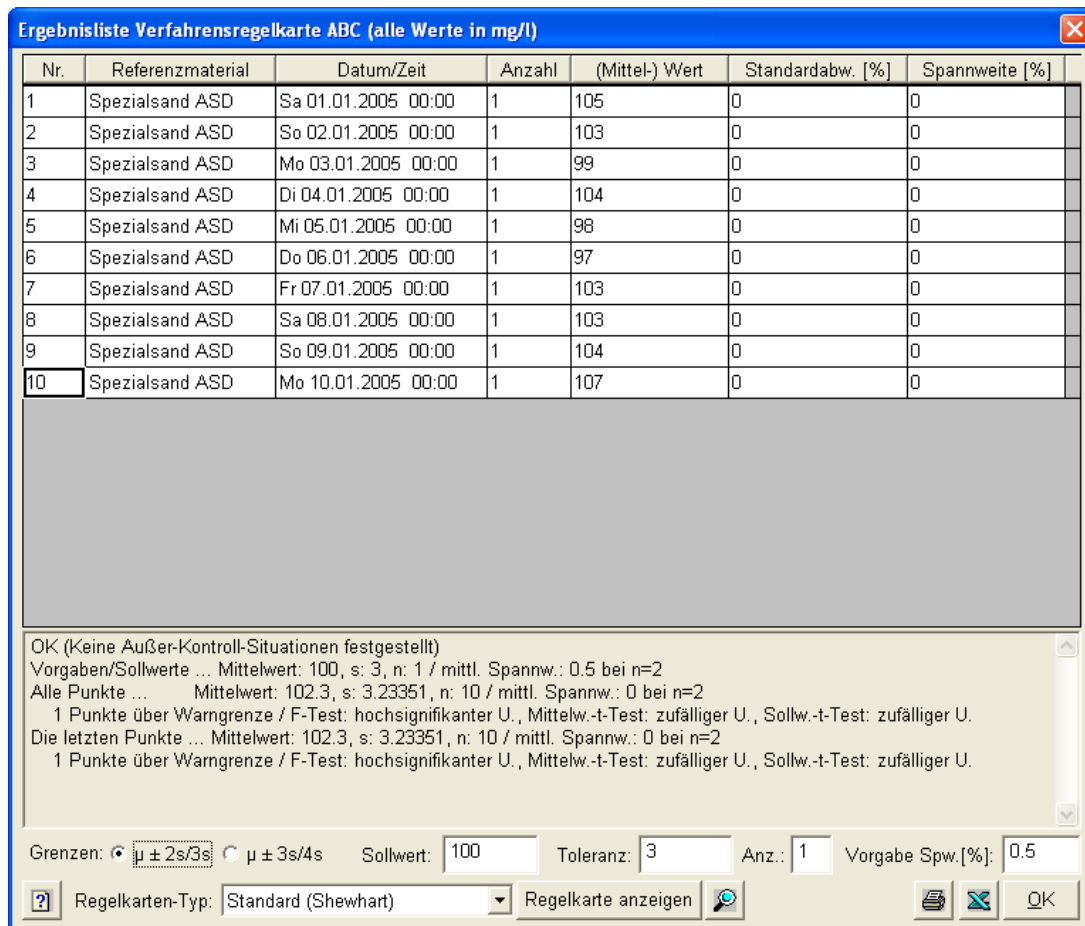 Ergebnisliste Verfahrensregelkarte ABC (alle Werte in mg/l)
Nr. Referenzmaterial Datum/Zeit Anzahl (Mittel-) Wert Standardabw. [%] Spannweite [%]
1 Spezialsand ASD Sa 01.01.2005 00:00 1 105 0 0
2 Spezialsand ASD So 02.01.2005 00:00 1 103 0 0
3 Spezialsand ASD Mo 03.01.2005 00:00 1 99 0 0
4 Spezialsand ASD Di 04.01.2005 00:00 1 104 0 0
5 Spezialsand ASD Mi 05.01.2005 00:00 1 98 0 0
6 Spezialsand ASD Do 06.01.2005 00:00 1 97 0 0
7 Spezialsand ASD Fr 07.01.2005 00:00 1 103 0 0
8 Spezialsand ASD Sa 08.01.2005 00:00 1 103 0 0
9 Spezialsand ASD So 09.01.2005 00:00 1 104 0 0
10 Spezialsand ASD Mo 10.01.2005 00:00 1 107 0 0
OK (Keine Außer-Kontroll-Situationen festgestellt)
Vorgaben/Sollwerte ... Mittelwert: 100, s: 3, n: 1 / mittl. Spannw.: 0.5 bei n=2
Alle Punkte ... Mittelwert: 102.3, s: 3.23351, n: 10 / mittl. Spannw.: 0 bei n=2
1 Punkte über Warngrenze / F-Test: hochsignifikanter U., Mittelw.-t-Test: zufälliger U., Sollw.-t-Test: zufälliger U.
Die letzten Punkte ... Mittelwert: 102.3, s: 3.23351, n: 10 / mittl. Spannw.: 0 bei n=2
1 Punkte über Warngrenze / F-Test: hochsignifikanter U., Mittelw.-t-Test: zufälliger U., Sollw.-t-Test: zufälliger U.
Grenzen: µ ± 2s/3s µ ± 3s/4s Sollwert: 100 Toleranz: 3 Anz.: 1 Vorgabe Spw.[%]: 0.5
? Regelkarten-Typ: Standard (Shewhart) Regelkarte anzeigen OK